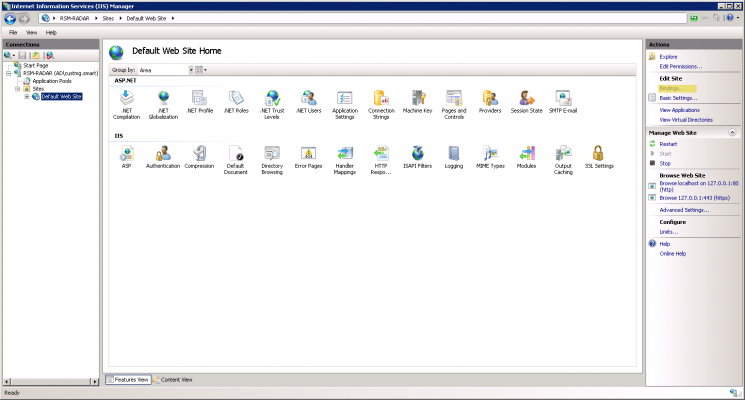 Internet Information Services (IIS) Manager
RSM-RADAR
Sites
Default Web Site
File View Help
Connections
Start Page
RSM-RADAR (AD\custmg.smart)
Application Pools
Sites
Default Web Site
Default Web Site Home
Group by: Area
ASP.NET
.NET Compilation
.NET Globalization
.NET Profile
.NET Roles
.NET Trust Levels
.NET Users
Application Settings
Connection Strings
Machine Key
Pages and Controls
Providers
Session State
SMTP E-mail
IIS
ASP
Authentication
Compression
Default Document
Directory Browsing
Error Pages
Handler Mappings
HTTP Respo...
ISAPI Filters
Logging
MIME Types
Modules
Output Caching
SSL Settings
Features View
Content View
Actions
Explore
Edit Permissions...
Edit Site
Bindings...
Basic Settings...
View Applications
View Virtual Directories
Manage Web Site
Restart
Start
Stop
Browse Web Site
Browse localhost on 127.0.0.1:80
(http)
Browse 127.0.0.1:443 (https)
Advanced Settings...
Configure
Limits...
Help
Online Help
Ready